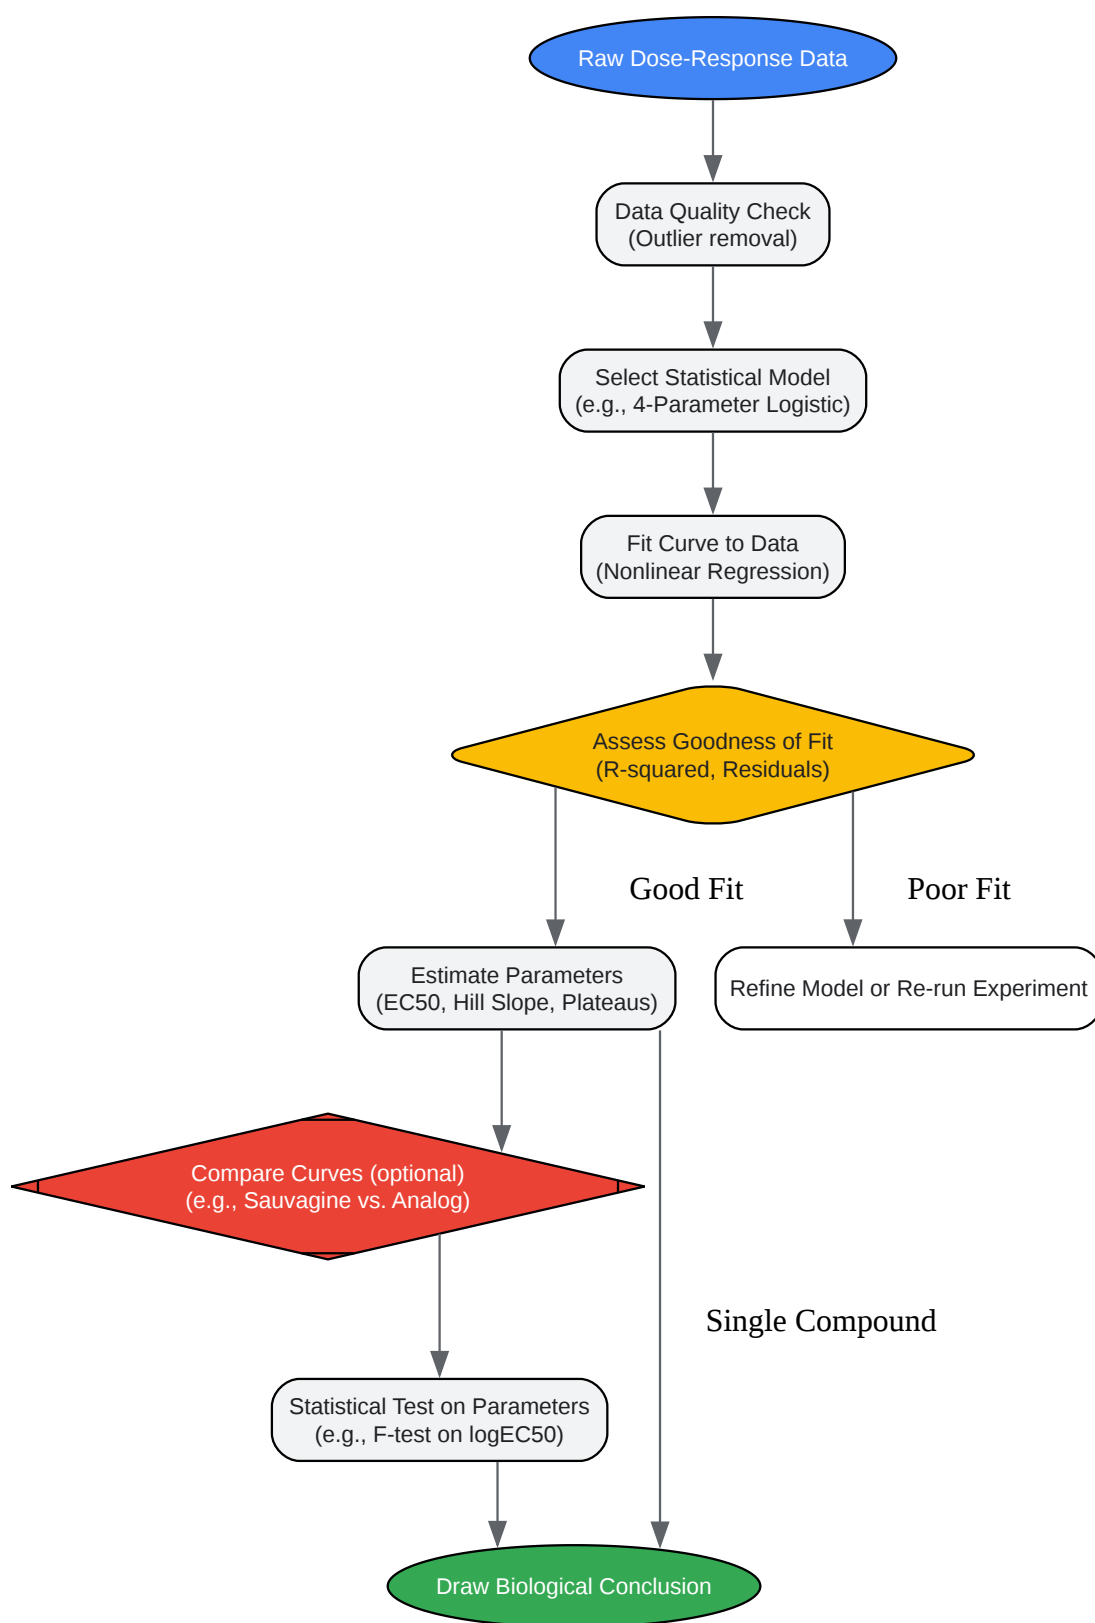 Raw Dose-Response Data
Data Quality Check
(Outlier removal)
Select Statistical Model
(e.g., 4-Parameter Logistic)
Fit Curve to Data
(Nonlinear Regression)
Assess Goodness of Fit
(R-squared, Residuals)
Good Fit
Poor Fit
Estimate Parameters
(EC50, Hill Slope, Plateaus)
Refine Model or Re-run Experiment
Compare Curves (optional)
(e.g., Sauvagine vs. Analog)
Single Compound
Statistical Test on Parameters
(e.g., F-test on logEC50)
Draw Biological Conclusion